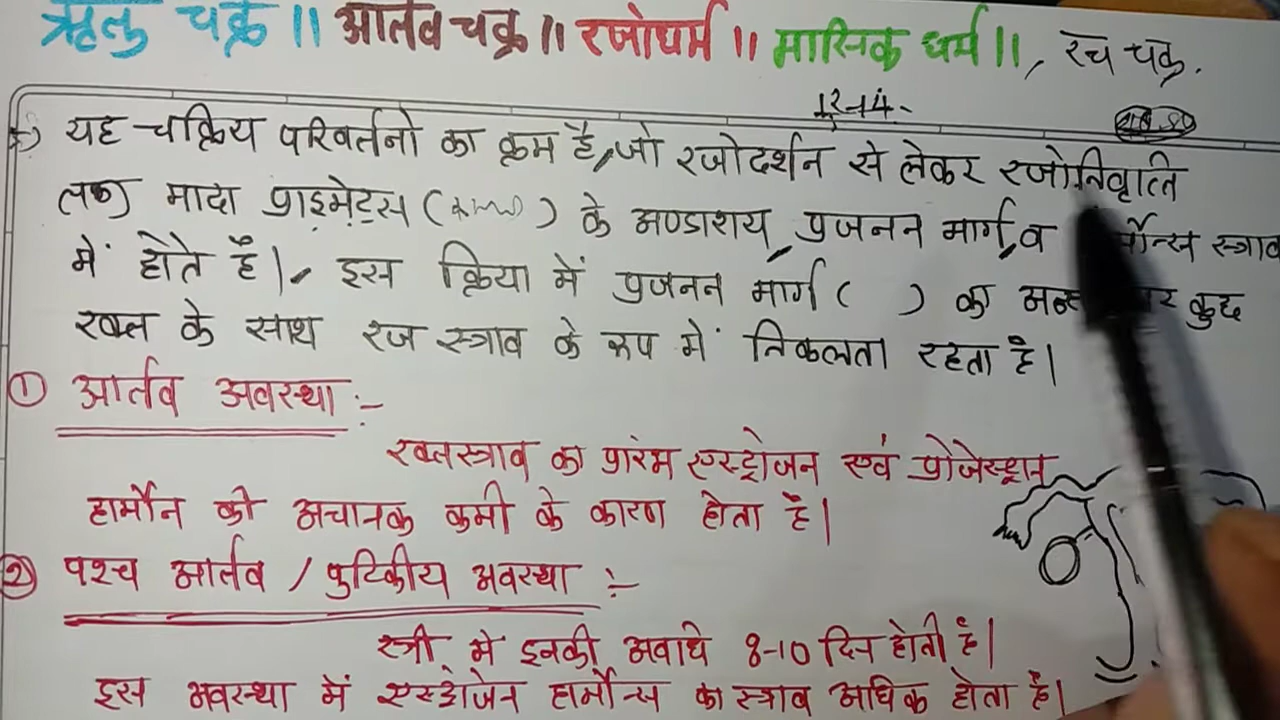 ऋतु चक्र ॥ आर्तव चक्र ॥ रजोधर्म ॥ मासिक धर्म ॥, रच चक्र.
12-14-
यह चक्रिय परिवर्तनो का क्रम है, जो रजोदर्शन से लेकर रजोनिवृत्ति
तक मादा प्राइमेट्स ( ) के अण्डाशय, प्रजनन मार्ग, व स्त्राव
में होते हैं। इस क्रिया में प्रजनन मार्ग ( ) का कुछ
रक्त के साथ रज स्त्राव के रूप में निकलता रहता है।
① आर्तव अवस्था :-
रक्तस्त्राव का प्रारंभ एस्ट्रोजन एवं प्रोजेस्ट्रान
हार्मोन की अचानक कमी के कारण होता है।
② पश्च आर्तव / पुटिकीय अवस्था :-
स्त्री में इनकी अवधि 8-10 दिन होती है।
इस अवस्था में एस्ट्रोजेन हार्मोन्स का स्त्राव अधिक होता है।